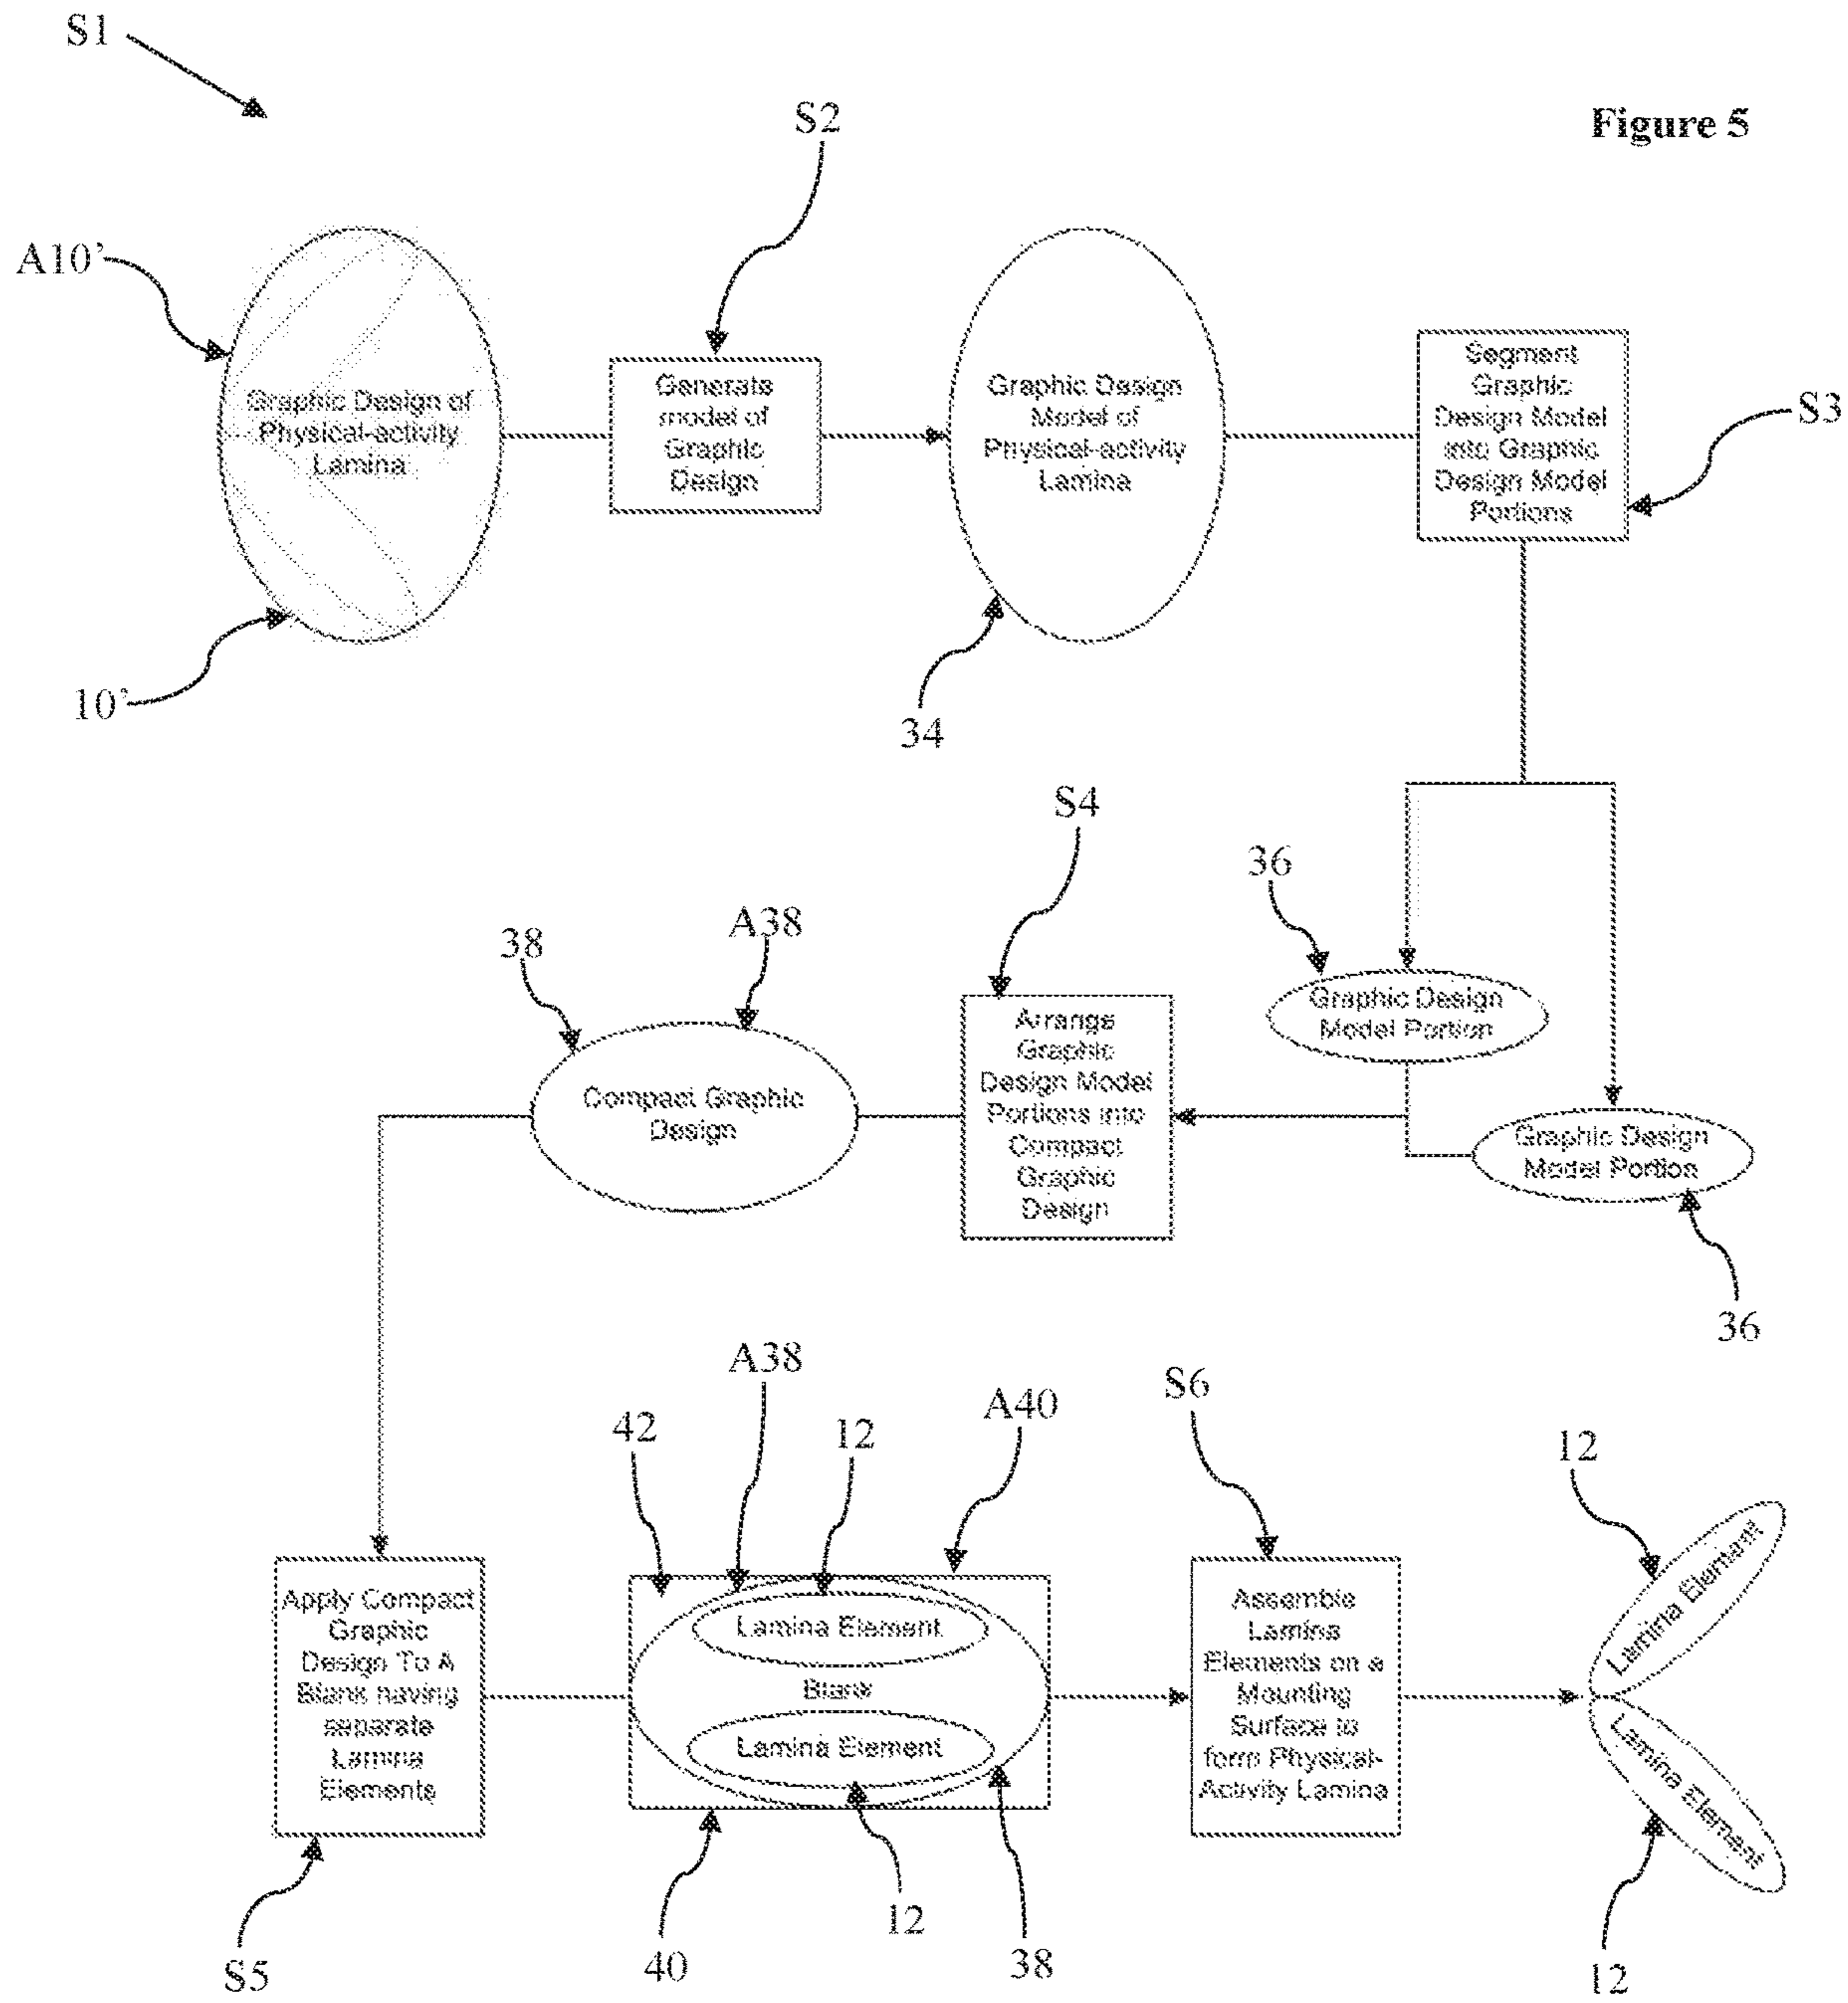 S1
Figure 5
S2
A10'
Graphic Design of
Physical-activity
Lamina
Generate
model of
Graphic
Design
Graphic Design
Model of
Physical-activity
Lamina
Segment
Graphic
Design Model
into Graphic
Design Model
Portions
S3
10'
34
S4
36
A38
38
Graphic Design
Model Portion
Arrange
Graphic
Design Model
Portions into
Compact
Graphic
Design
Compact Graphic
Design
Graphic Design
Model Portion
36
A38
S6
A40
42
12
12
Apply Compact
Graphic
Design To A
Blank having
separate
Lamina
Elements
Lamina Element
Blank
Lamina Element
Assemble
Lamina
Elements on a
Mounting
Surface to
form Physical-
Activity Lamina
Lamina Element
Lamina Element
S5
40
12
38
12